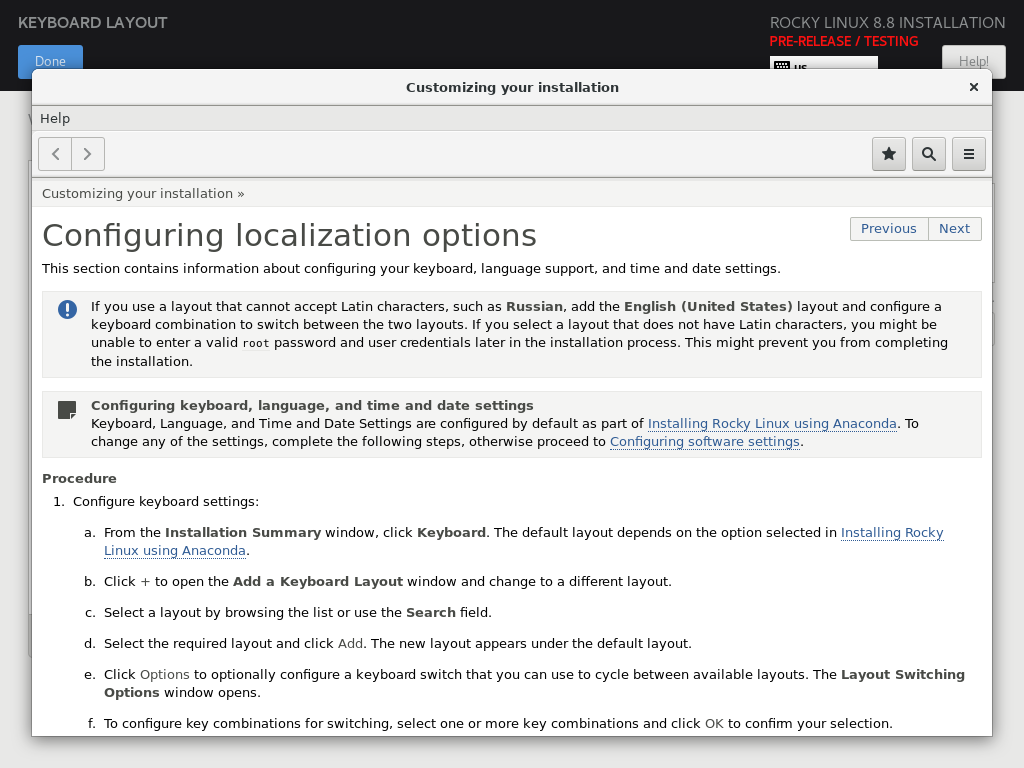 KEYBOARD LAYOUT
ROCKY LINUX 8.8 INSTALLATION
PRE-RELEASE / TESTING
Done
us
Help!
Customizing your installation
Help
Customizing your installation »
Configuring localization options
Previous
Next
This section contains information about configuring your keyboard, language support, and time and date settings.
If you use a layout that cannot accept Latin characters, such as Russian, add the English (United States) layout and configure a
keyboard combination to switch between the two layouts. If you select a layout that does not have Latin characters, you might be
unable to enter a valid root password and user credentials later in the installation process. This might prevent you from completing
the installation.
Configuring keyboard, language, and time and date settings
Keyboard, Language, and Time and Date Settings are configured by default as part of Installing Rocky Linux using Anaconda. To
change any of the settings, complete the following steps, otherwise proceed to Configuring software settings.
Procedure
1. Configure keyboard settings:
a. From the Installation Summary window, click Keyboard. The default layout depends on the option selected in Installing Rocky
Linux using Anaconda.
b. Click + to open the Add a Keyboard Layout window and change to a different layout.
c. Select a layout by browsing the list or use the Search field.
d. Select the required layout and click Add. The new layout appears under the default layout.
e. Click Options to optionally configure a keyboard switch that you can use to cycle between available layouts. The Layout Switching
Options window opens.
f. To configure key combinations for switching, select one or more key combinations and click OK to confirm your selection.